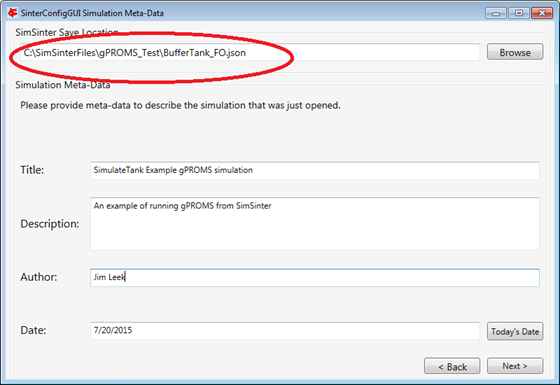 SinterConfigGUI Simulation Meta-Data
SimSinter Save Location
C:\SimSinterFiles\gPROMS_Test\BufferTank_FO.json
Browse
Simulation Meta-Data
Please provide meta-data to describe the simulation that was just opened.
Title:
SimulateTank Example gPROMS simulation
Description:
An example of running gPROMS from SimSinter
Author:
Jim Leek
Date:
7/20/2015
Today's Date
< Back
Next >